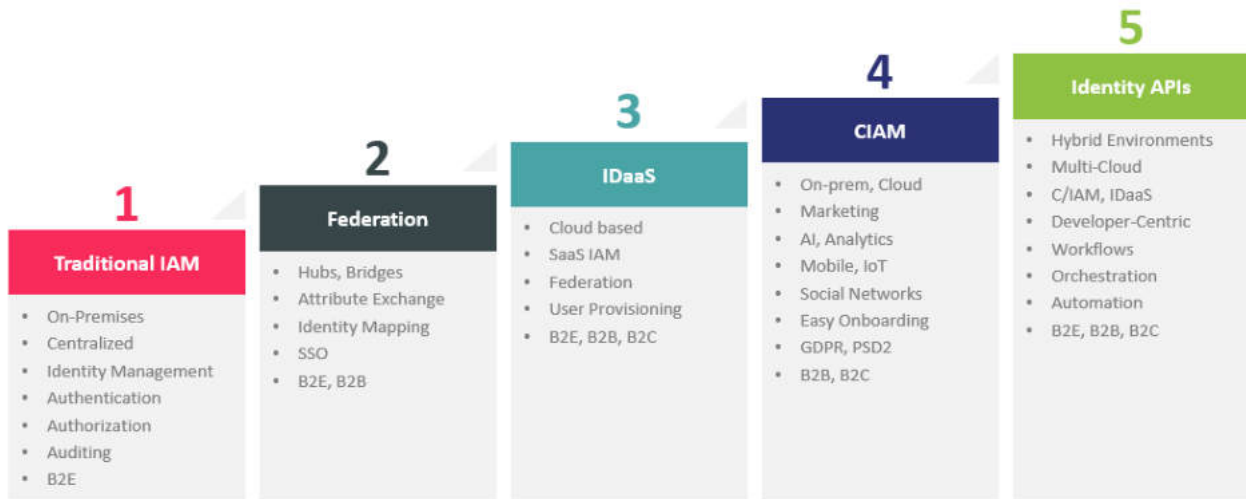 1
Traditional IAM
• On-Premises
• Centralized
• Identity Management
• Authentication
• Authorization
• Auditing
• B2E
2
Federation
• Hubs, Bridges
• Attribute Exchange
• Identity Mapping
• SSO
• B2E, B2B
3
IDaaS
• Cloud based
• SaaS IAM
• Federation
• User Provisioning
• B2E, B2B, B2C
4
CIAM
• On-prem, Cloud
• Marketing
• AI, Analytics
• Mobile, IoT
• Social Networks
• Easy Onboarding
• GDPR, PSD2
• B2B, B2C
5
Identity APIs
• Hybrid Environments
• Multi-Cloud
• C/IAM, IDaaS
• Developer-Centric
• Workflows
• Orchestration
• Automation
• B2E, B2B, B2C